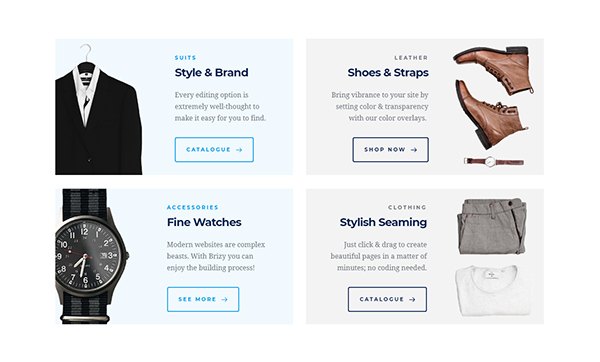 SUITS
Style & Brand
Every editing option is
extremely well-thought to
make it easy for you to find.
CATALOGUE →
LEATHER
Shoes & Straps
Bring vibrance to your site by
setting color & transparency
with our color overlays.
SHOP NOW →
ACCESSORIES
Fine Watches
Modern websites are complex
beasts. With Brizy you can
enjoy the building process!
SEE MORE →
CLOTHING
Stylish Seaming
Just click & drag to create
beautiful pages in a matter of
minutes; no coding needed.
CATALOGUE →